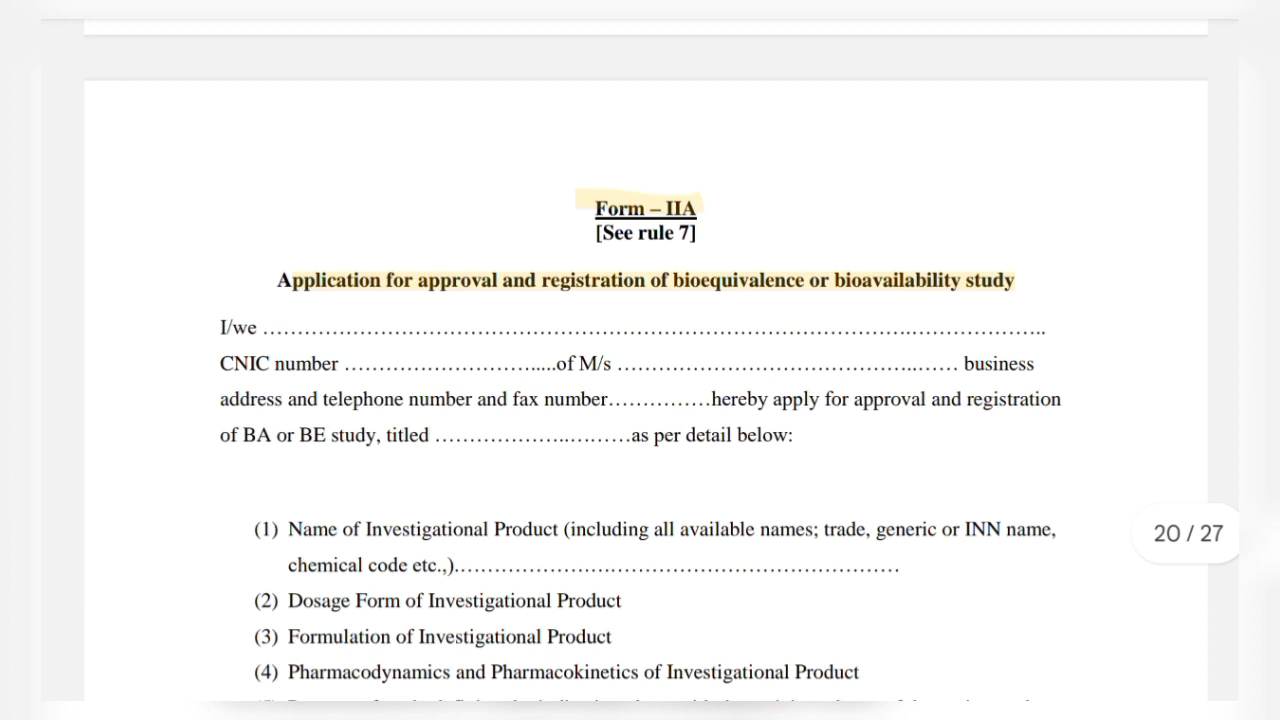 Form – IIA
[See rule 7]
Application for approval and registration of bioequivalence or bioavailability study
I/we ……………………………………………………………………………………….………………..
CNIC number ……………………….....of M/s …………………………………..…… business
address and telephone number and fax number……………hereby apply for approval and registration
of BA or BE study, titled ………………..………as per detail below:
(1) Name of Investigational Product (including all available names; trade, generic or INN name,
chemical code etc.,)…………………………………………………………
20 / 27
(2) Dosage Form of Investigational Product
(3) Formulation of Investigational Product
(4) Pharmacodynamics and Pharmacokinetics of Investigational Product